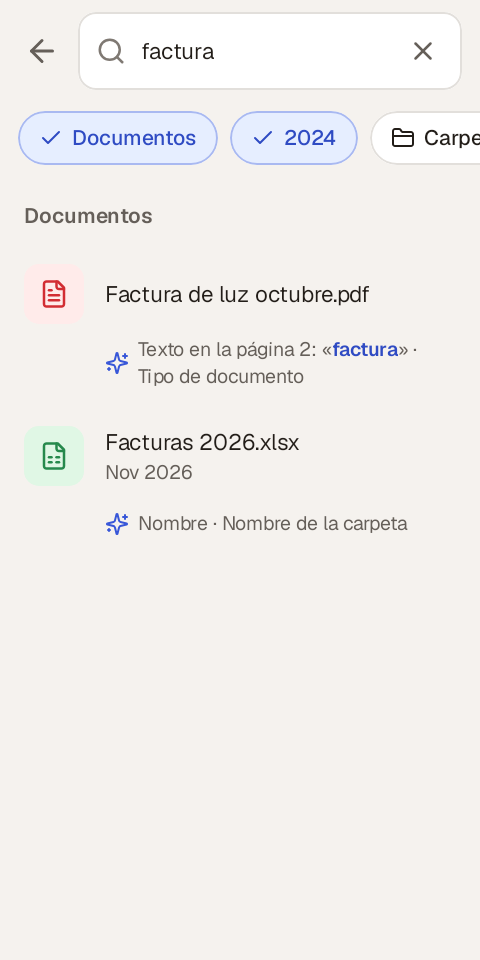 factura
Documentos
2024
Carpe
Documentos
Factura de luz octubre.pdf
Texto en la página 2: «factura» ·
Tipo de documento
Facturas 2026.xlsx
Nov 2026
Nombre · Nombre de la carpeta